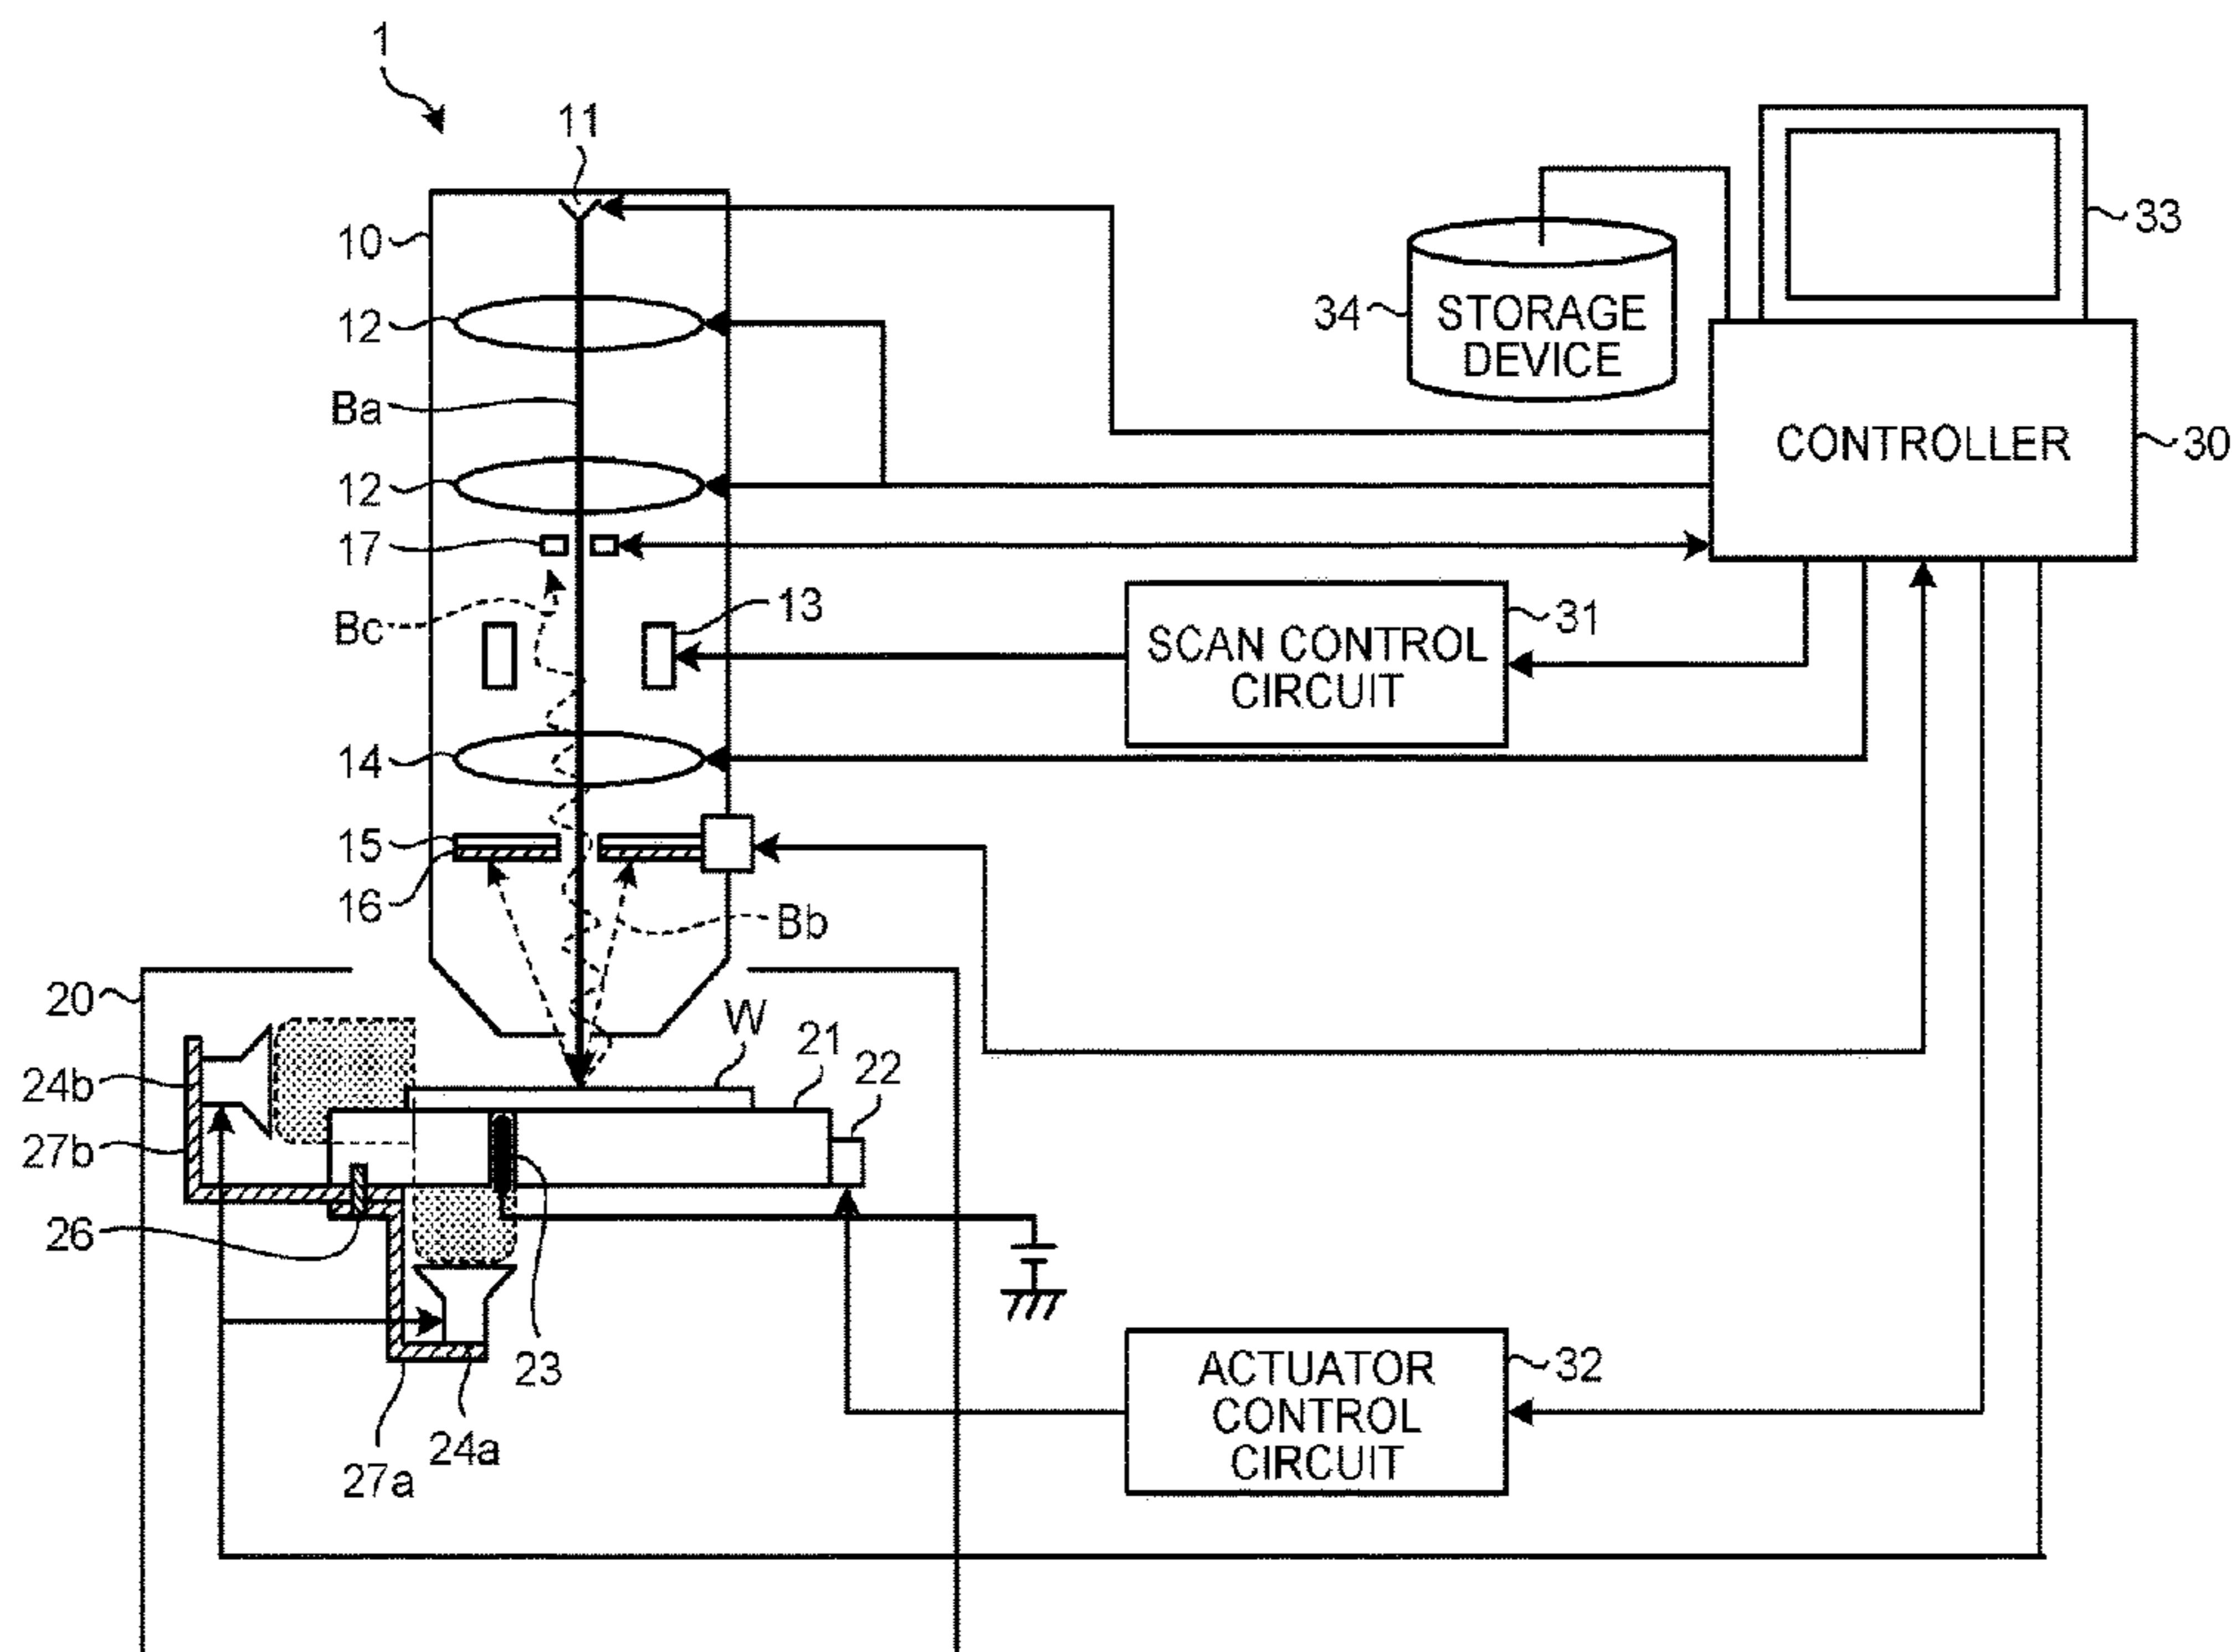 1
11
10
33
12
34
STORAGE
DEVICE
Ba
CONTROLLER
30
12
17
13
31
Bc
SCAN CONTROL
CIRCUIT
14
15
16
Bb
20
W
21
22
24b
27b
26
23
ACTUATOR
CONTROL
CIRCUIT
32
24a
27a